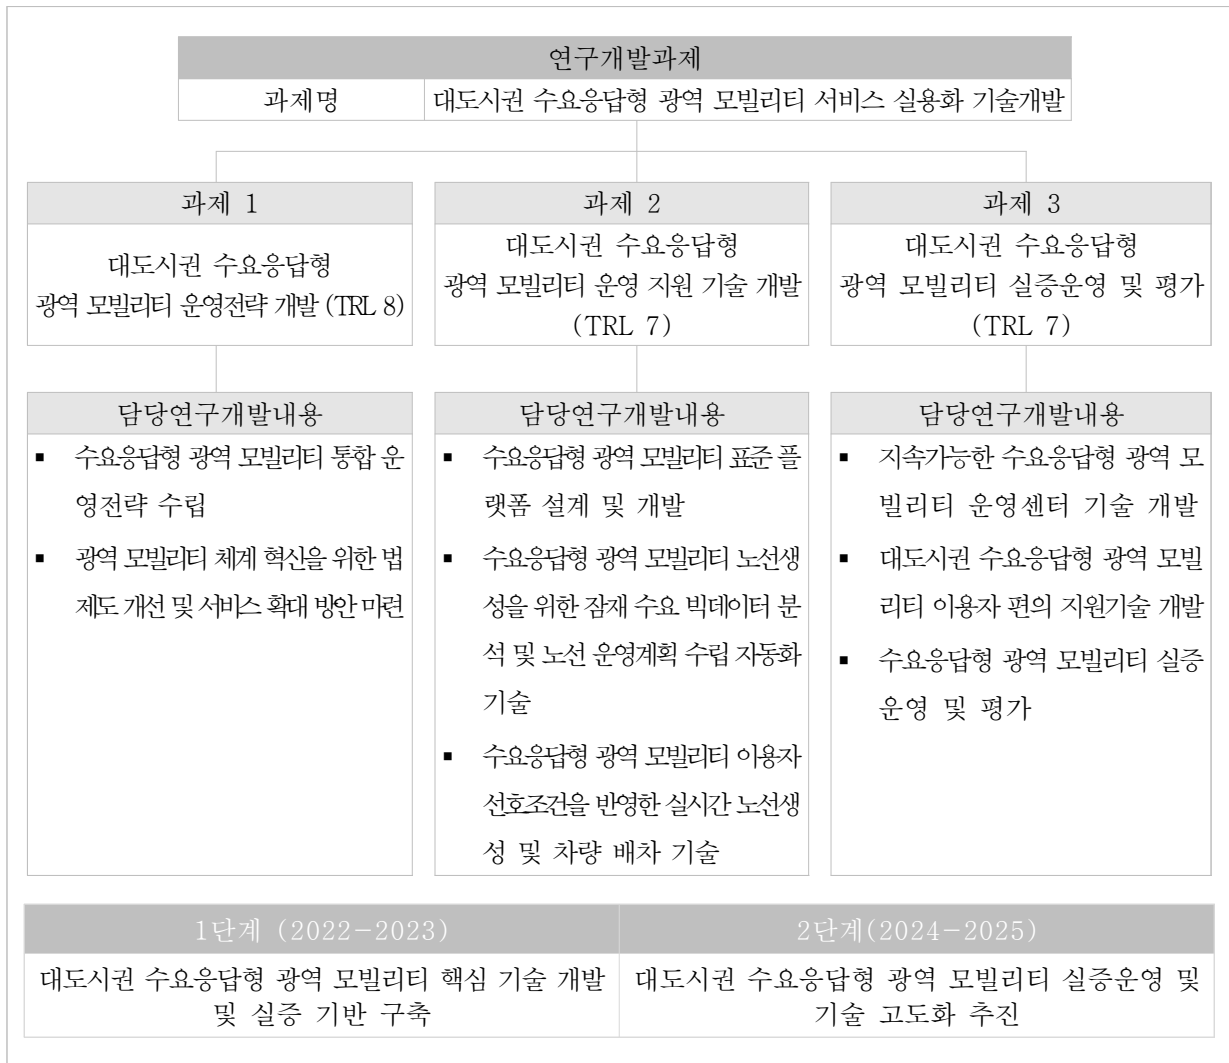 연구개발과제
과제명
대도시권 수요응답형 광역 모빌리티 서비스 실용화 기술개발
과제 1
대도시권 수요응답형
광역 모빌리티 운영전략 개발 (TRL 8)
담당연구개발내용
▪ 수요응답형 광역 모빌리티 통합 운
영전략 수립
▪ 광역 모빌리티 체계 혁신을 위한 법
제도 개선 및 서비스 확대 방안 마련
과제 2
대도시권 수요응답형
광역 모빌리티 운영 지원 기술 개발
(TRL 7)
담당연구개발내용
▪ 수요응답형 광역 모빌리티 표준 플
랫폼 설계 및 개발
▪ 수요응답형 광역 모빌리티 노선생
성을 위한 잠재 수요 빅데이터 분
석 및 노선 운영계획 수립 자동화
기술
▪ 수요응답형 광역 모빌리티 이용자
선호조건을 반영한 실시간 노선생
성 및 차량 배차 기술
과제 3
대도시권 수요응답형
광역 모빌리티 실증운영 및 평가
(TRL 7)
담당연구개발내용
▪ 지속가능한 수요응답형 광역 모
빌리티 운영센터 기술 개발
▪ 대도시권 수요응답형 광역 모빌
리티 이용자 편의 지원기술 개발
▪ 수요응답형 광역 모빌리티 실증
운영 및 평가
1단계 (2022-2023)
대도시권 수요응답형 광역 모빌리티 핵심 기술 개발
및 실증 기반 구축
2단계(2024-2025)
대도시권 수요응답형 광역 모빌리티 실증운영 및
기술 고도화 추진